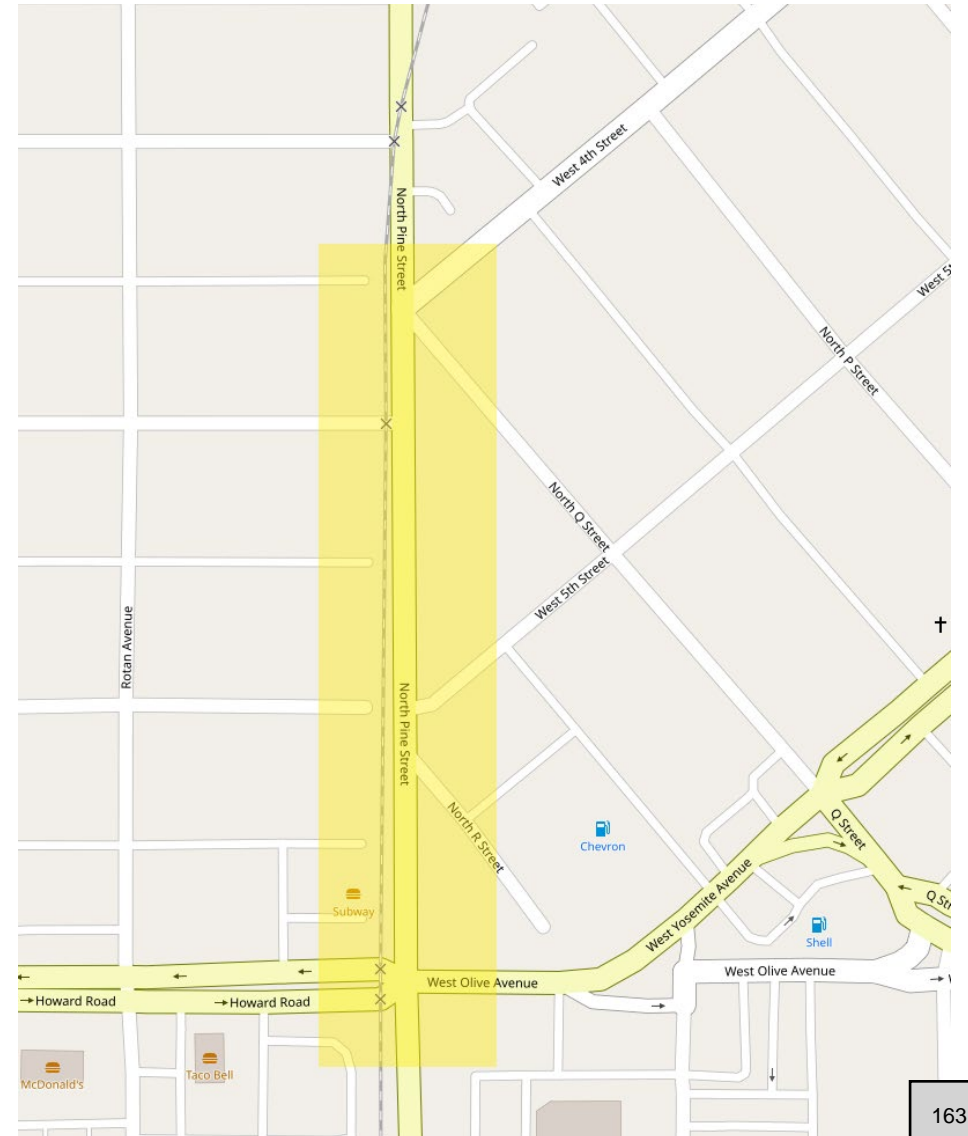 West 4th Street
North Pine Street
West 5
North P Street
North Q Street
West 5th Street
Rotan Avenue
North Pine Street
North R Street
Chevron
Q Street
Subway
West Yosemite Avenue
Q St
Shell
West Olive Avenue
West Olive Avenue
Howard Road
Howard Road
McDonald's
Taco Bell
163